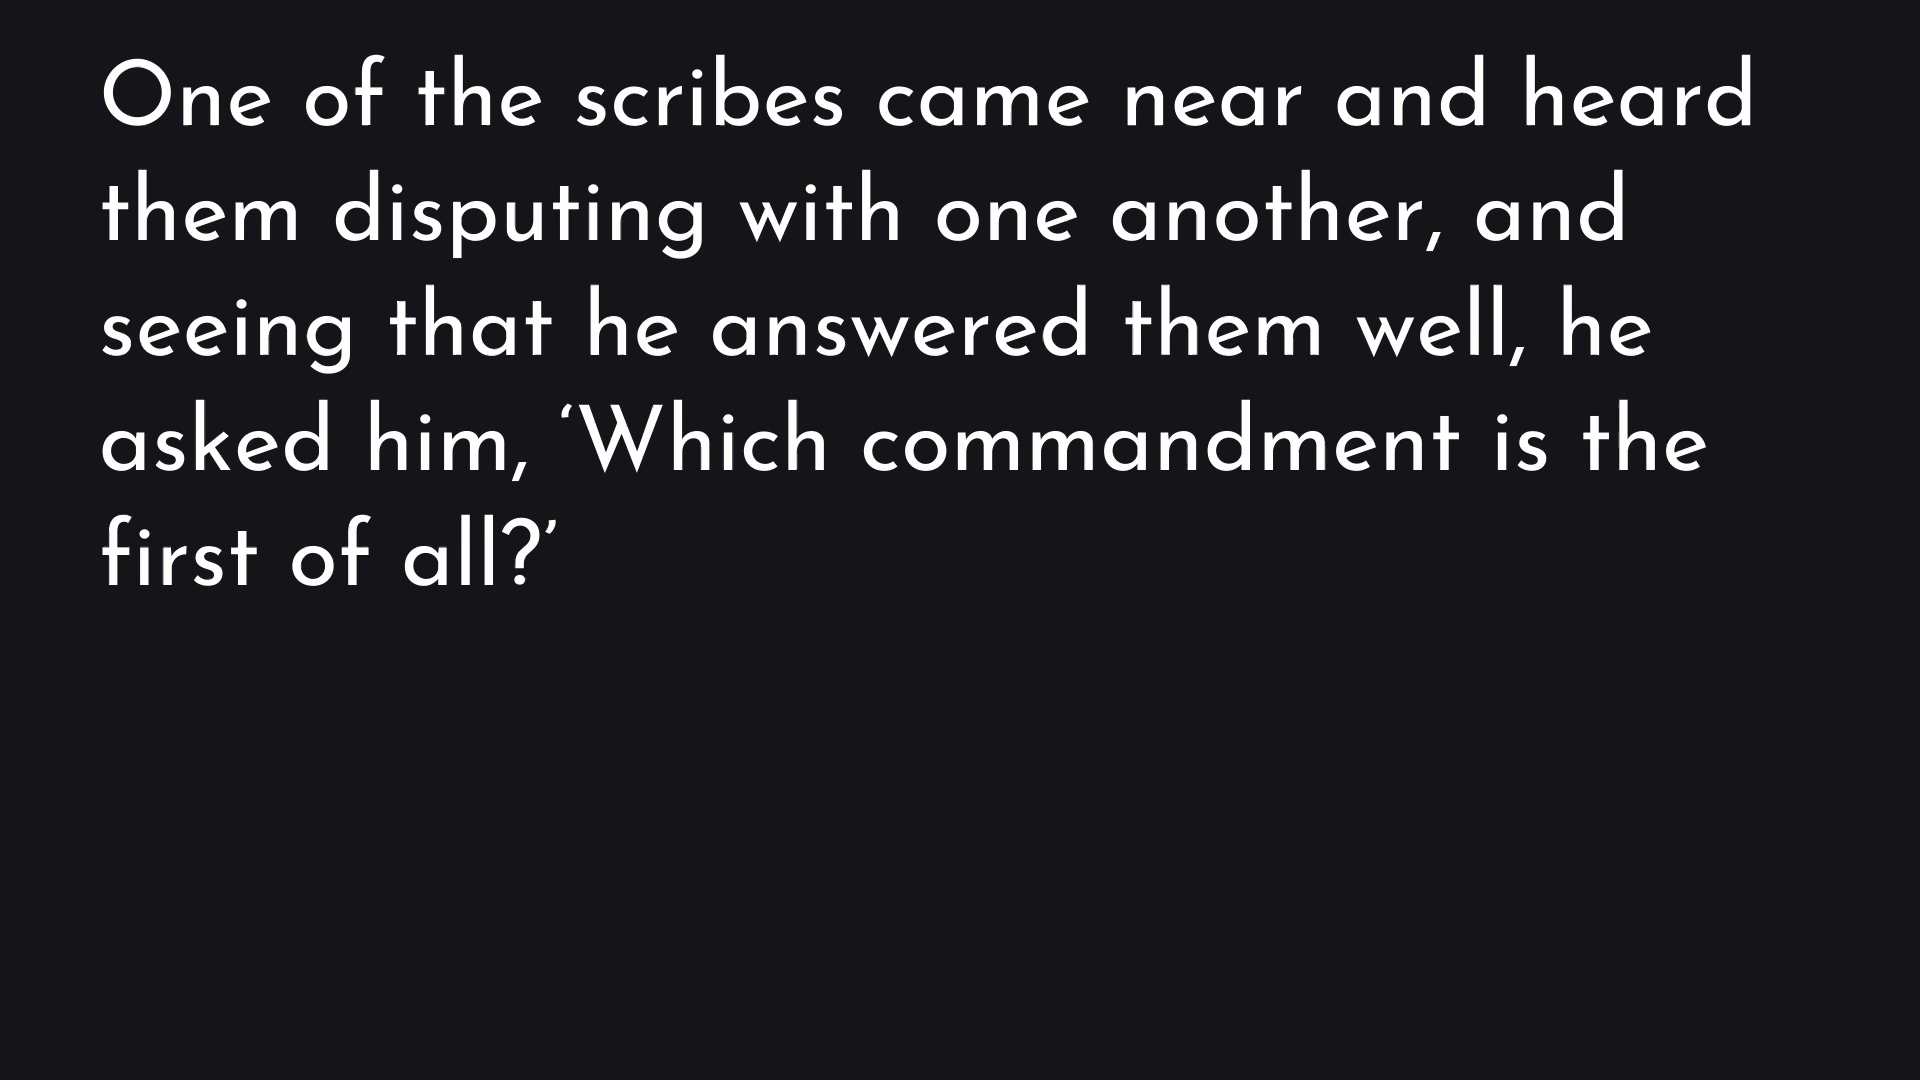 One of the scribes came near and heard
them disputing with one another, and
seeing that he answered them well, he
asked him, ‘Which commandment is the
first of all?’